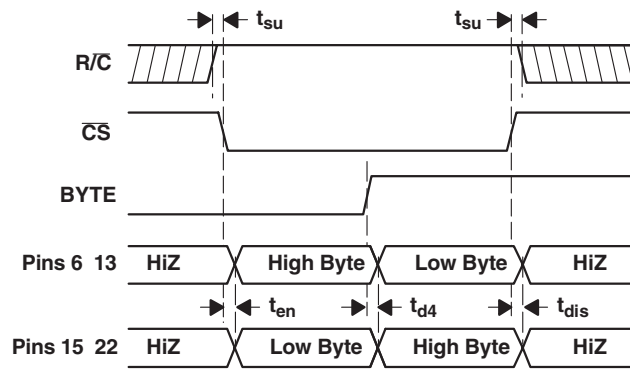 t_su t_su
R/C̅
C̅S̅
BYTE
Pins 6 13 HiZ High Byte Low Byte HiZ
t_en t_d4 t_dis
Pins 15 22 HiZ Low Byte High Byte HiZ